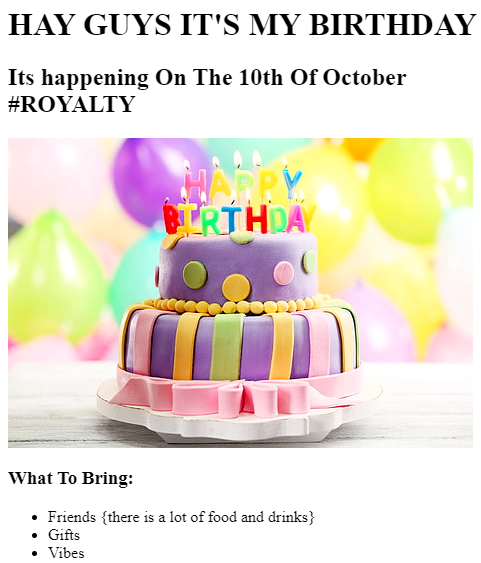 HAY GUYS IT'S MY BIRTHDAY
Its happening On The 10th Of October
#ROYALTY
HAPPY
BIRTHDAY
What To Bring:
Friends {there is a lot of food and drinks}
Gifts
Vibes